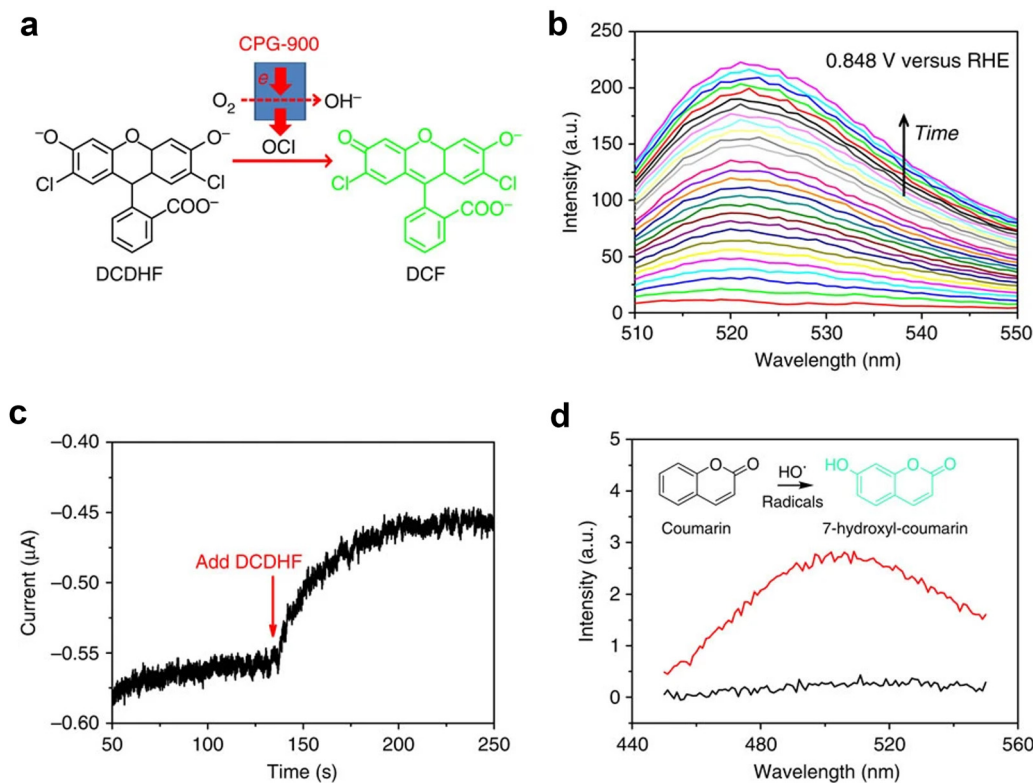 a
CPG-900
e
O₂
OH⁻
OCl
⁻O
O
O⁻
Cl
Cl
COO⁻
DCDHF
O
O
O⁻
Cl
Cl
COO⁻
DCF
b
0.848 V versus RHE
Time
Intensity (a.u.)
250
200
150
100
50
0
510
520
530
540
550
Wavelength (nm)
c
Add DCDHF
Current (μA)
–0.40
–0.45
–0.50
–0.55
–0.60
50
100
150
200
250
Time (s)
d
O
O
HO·
Radicals
HO
O
O
Coumarin
7-hydroxyl-coumarin
Intensity (a.u.)
5
4
3
2
1
0
440
480
520
560
Wavelength (nm)